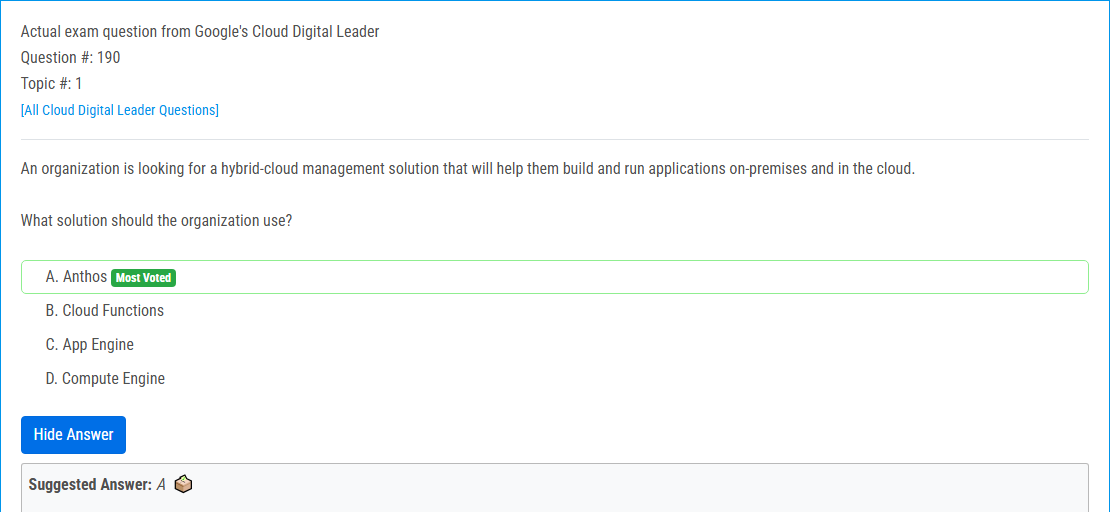 Actual exam question from Google's Cloud Digital Leader
Question #: 190
Topic #: 1
[All Cloud Digital Leader Questions]
An organization is looking for a hybrid-cloud management solution that will help them build and run applications on-premises and in the cloud.
What solution should the organization use?
A. Anthos Most Voted
B. Cloud Functions
C. App Engine
D. Compute Engine
Hide Answer
Suggested Answer: A